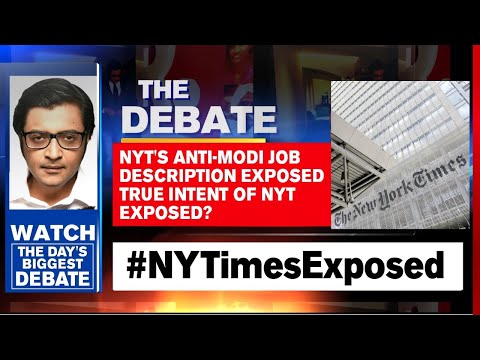 THE
DEBATE
NYT'S ANTI-MODI JOB
DESCRIPTION EXPOSED
TRUE INTENT OF NYT
EXPOSED?
The New York Times
WATCH
THE DAY'S
BIGGEST
DEBATE
#NYTimesExposed